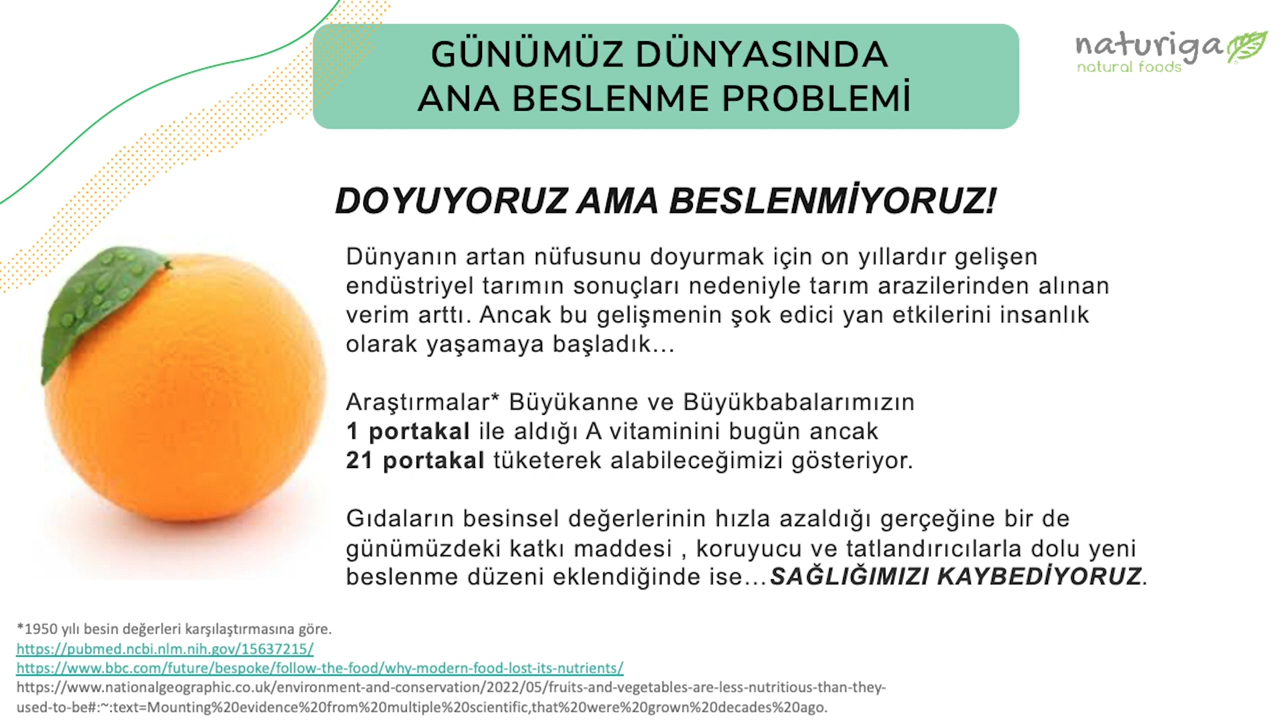 GÜNÜMÜZ DÜNYASINDA
ANA BESLENME PROBLEMİ
naturiga
natural foods
DOYUYORUZ AMA BESLENMİYORUZ!
Dünyanın artan nüfusunu doyurmak için on yıllardır gelişen
endüstriyel tarımın sonuçları nedeniyle tarım arazilerinden alınan
verim arttı. Ancak bu gelişmenin şok edici yan etkilerini insanlık
olarak yaşamaya başladık...
Araştırmalar* Büyükanne ve Büyükbabalarımızın
1 portakal ile aldığı A vitaminini bugün ancak
21 portakal tüketerek alabileceğimizi gösteriyor.
Gıdaların besinsel değerlerinin hızla azaldığı gerçeğine bir de
günümüzdeki katkı maddesi , koruyucu ve tatlandırıcılarla dolu yeni
beslenme düzeni eklendiğinde ise...SAĞLIĞIMIZI KAYBEDİYORUZ.
*1950 yılı besin değerleri karşılaştırmasına göre.
https://pubmed.ncbi.nlm.nih.gov/15637215/
https://www.bbc.com/future/bespoke/follow-the-food/why-modern-food-lost-its-nutrients/
https://www.nationalgeographic.co.uk/environment-and-conservation/2022/05/fruits-and-vegetables-are-less-nutritious-than-they-
used-to-be#:~:text=Mounting%20evidence%20from%20multiple%20scientific,that%20were%20grown%20decades%20ago.